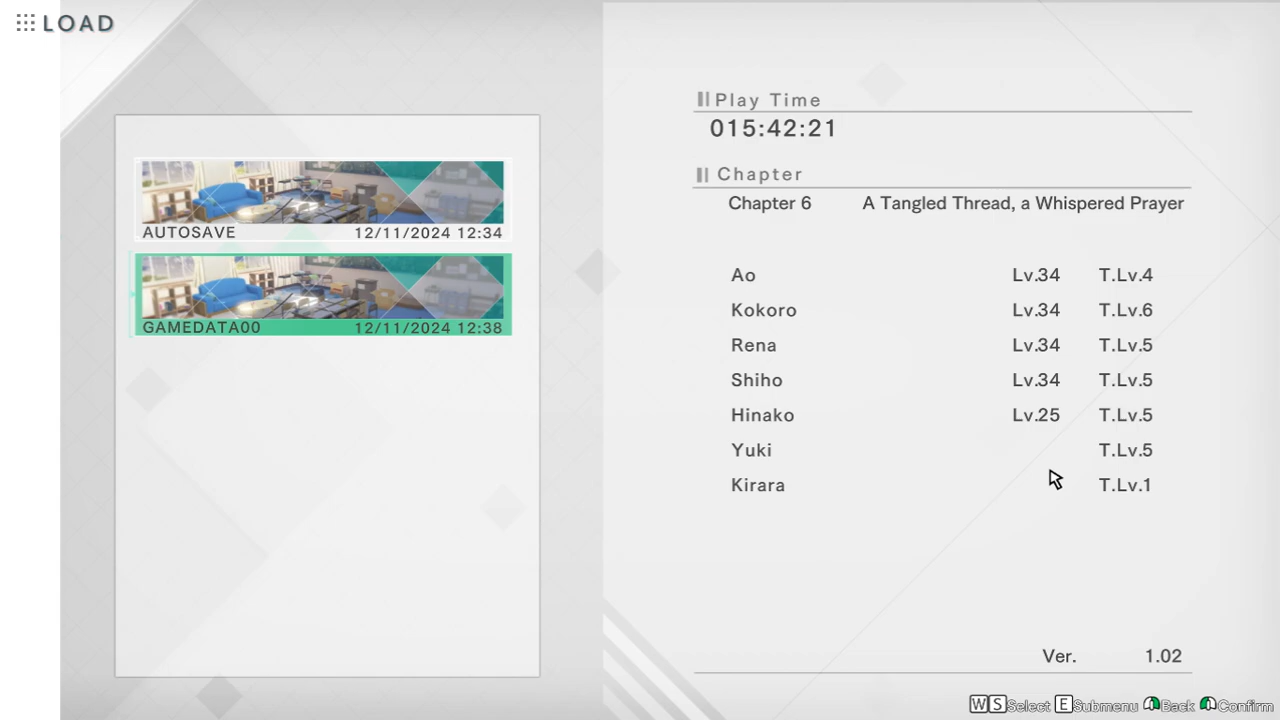 LOAD
AUTOSAVE 12/11/2024 12:34
GAMEDATA00 12/11/2024 12:38
Play Time
015:42:21
Chapter
Chapter 6 A Tangled Thread, a Whispered Prayer
Ao Lv.34 T.Lv.4
Kokoro Lv.34 T.Lv.6
Rena Lv.34 T.Lv.5
Shiho Lv.34 T.Lv.5
Hinako Lv.25 T.Lv.5
Yuki T.Lv.5
Kirara T.Lv.1
Ver. 1.02
W S Select E Submenu Back Confirm